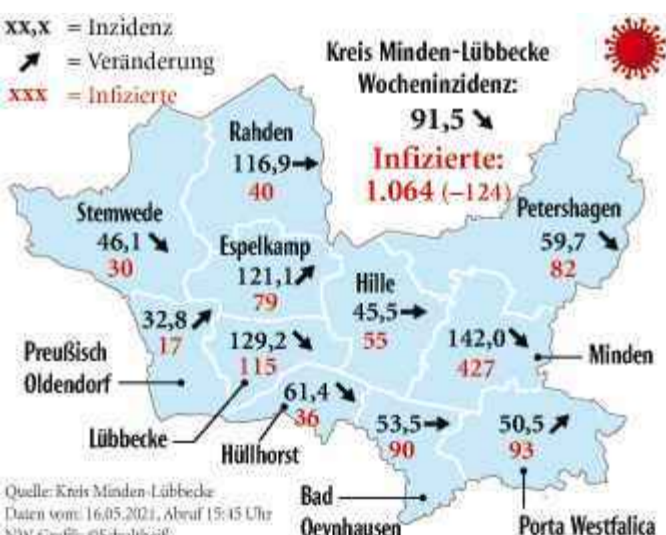 xx,x = Inzidenz
= Veränderung
xxx = Infizierte
Kreis Minden-Lübbecke
Wocheninzidenz:
91,5
Infizierte:
1.064 (–124)
Rahden
116,9
40
Stemwede
46,1
30
Espelkamp
121,1
79
Petershagen
59,7
82
Hille
45,5
55
32,8
17
Preußisch
Oldendorf
129,2
115
Lübbecke
142,0
427
Minden
61,4
36
Hüllhorst
53,5
90
Bad
Oeynhausen
50,5
93
Porta Westfalica
Quelle: Kreis Minden-Lübbecke
Daten vom: 16.05.2021, Abruf 15:45 Uhr